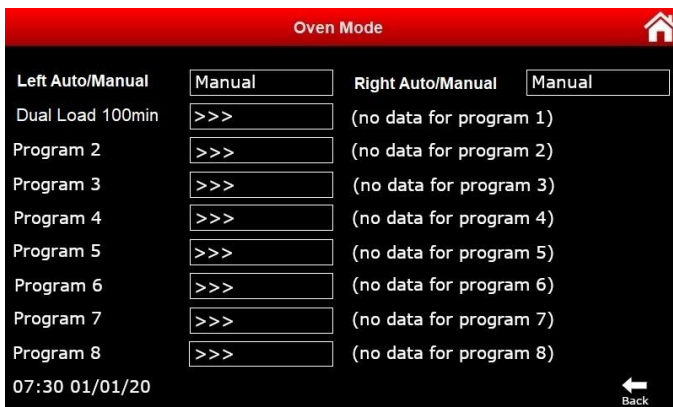 Oven Mode
Left Auto/Manual Manual Right Auto/Manual Manual
Dual Load 100min >>> (no data for program 1)
Program 2 >>> (no data for program 2)
Program 3 >>> (no data for program 3)
Program 4 >>> (no data for program 4)
Program 5 >>> (no data for program 5)
Program 6 >>> (no data for program 6)
Program 7 >>> (no data for program 7)
Program 8 >>> (no data for program 8)
07:30 01/01/20 Back